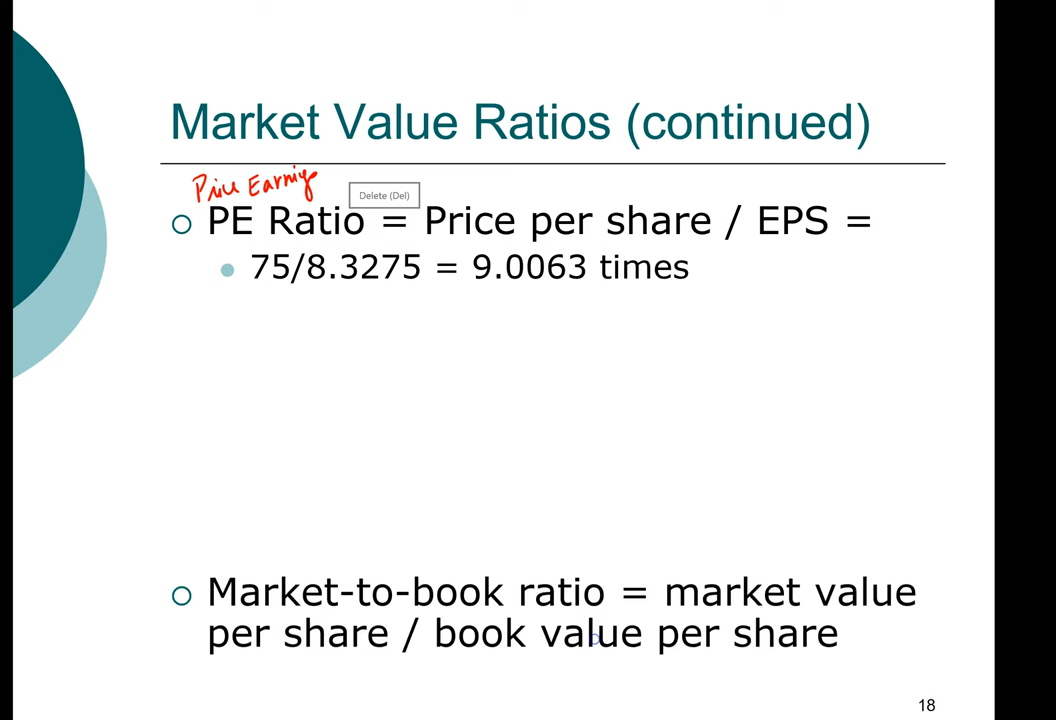 Market Value Ratios (continued)
Price Earning
Delete (Del)
PE Ratio = Price per share / EPS =
75/8.3275 = 9.0063 times
Market-to-book ratio = market value
per share / book value per share
18